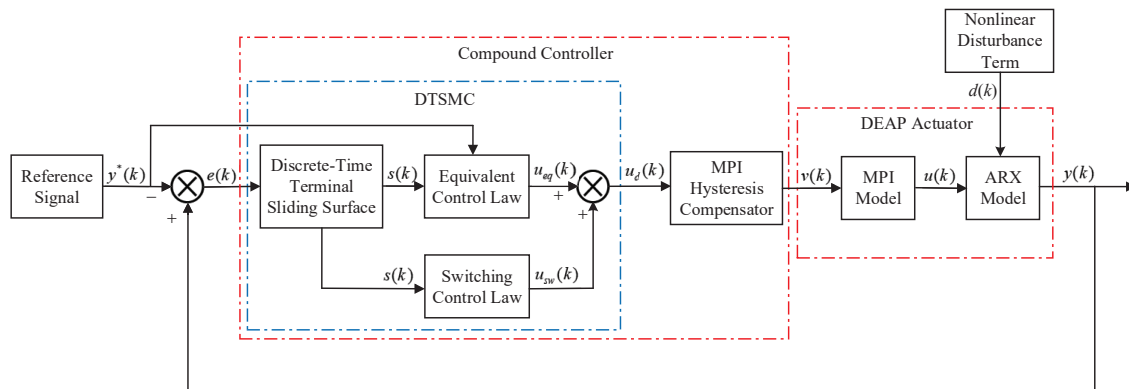 Nonlinear
Disturbance
Term
Compound Controller
d(k)
DTSMC
DEAP Actuator
Reference
Signal
y*(k)
−
+
e(k)
Discrete-Time
Terminal
Sliding Surface
s(k)
Equivalent
Control Law
u_eq(k)
+
+
u_d(k)
MPI
Hysteresis
Compensator
v(k)
MPI
Model
u(k)
ARX
Model
y(k)
s(k)
Switching
Control Law
u_sw(k)